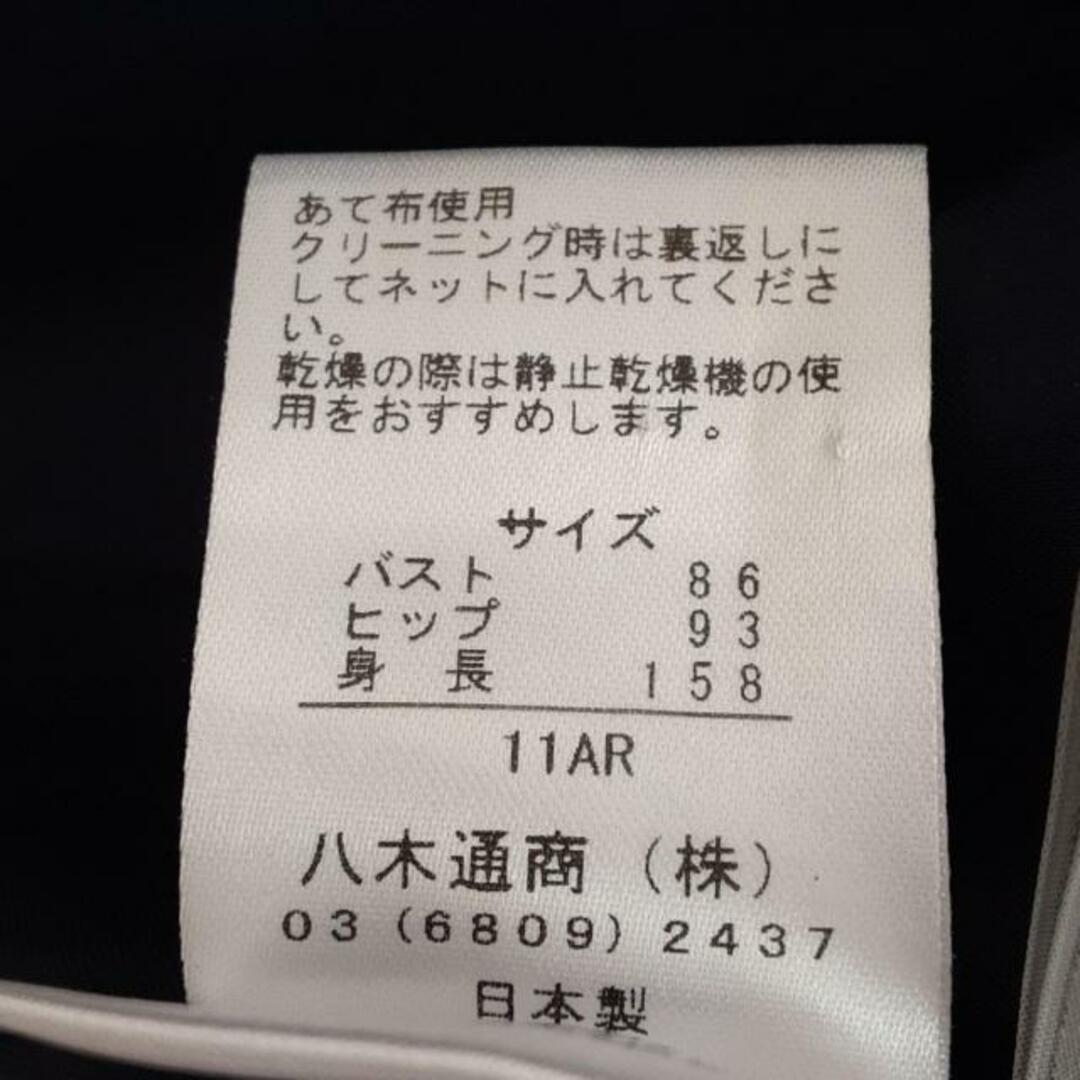 あて布使用
クリーニング時は裏返しに
してネットに入れてくださ
い。
乾燥の際は静止乾燥機の使
用をおすすめします。
サイズ
バスト 86
ヒップ 93
身長 158
11AR
八木通商（株）
03（6809）2437
日本製